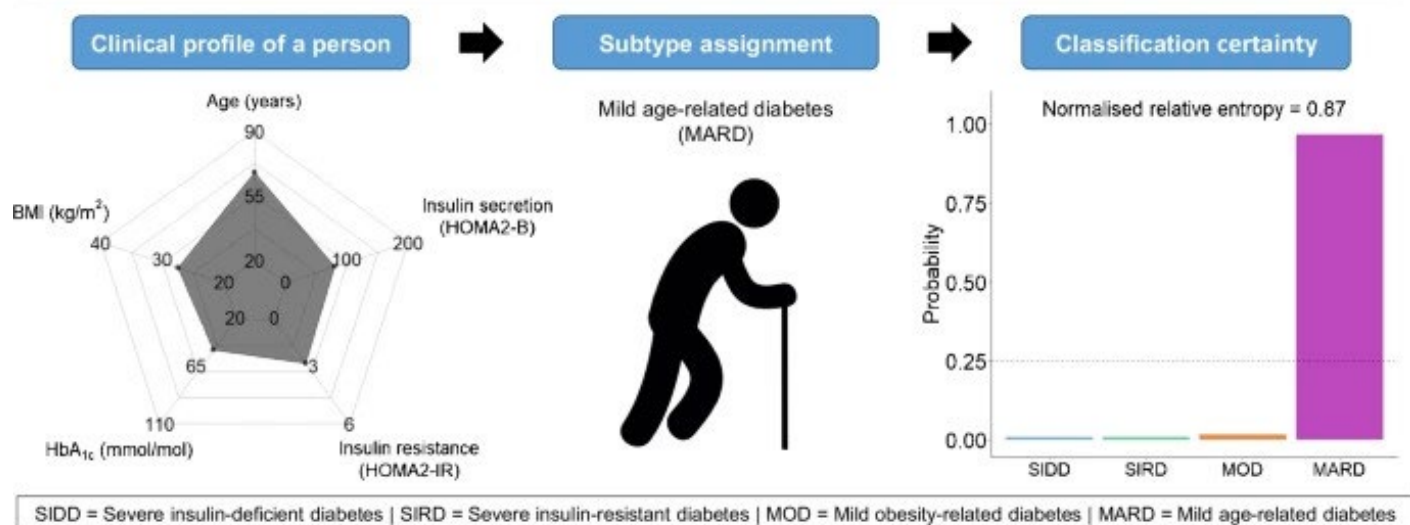 Clinical profile of a person
Subtype assignment
Classification certainty
Age (years)
90
55
20
BMI (kg/m²)
40
30
20
Insulin secretion
(HOMA2-B)
200
100
0
HbA₁c (mmol/mol)
110
65
20
Insulin resistance
(HOMA2-IR)
6
3
0
Mild age-related diabetes
(MARD)
Normalised relative entropy = 0.87
Probability
1.00
0.75
0.50
0.25
0.00
SIDD SIRD MOD MARD
SIDD = Severe insulin-deficient diabetes | SIRD = Severe insulin-resistant diabetes | MOD = Mild obesity-related diabetes | MARD = Mild age-related diabetes